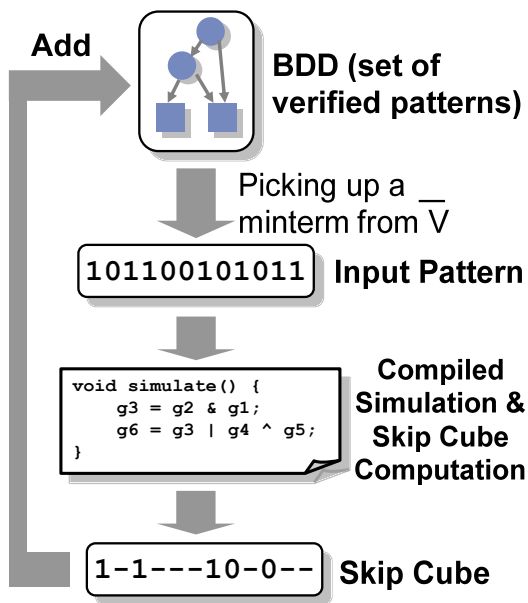 Add
BDD (set of
verified patterns)
Picking up a _
minterm from V
101100101011
Input Pattern
void simulate() {
g3 = g2 & g1;
g6 = g3 | g4 ^ g5;
}
Compiled
Simulation &
Skip Cube
Computation
1-1---10-0--
Skip Cube